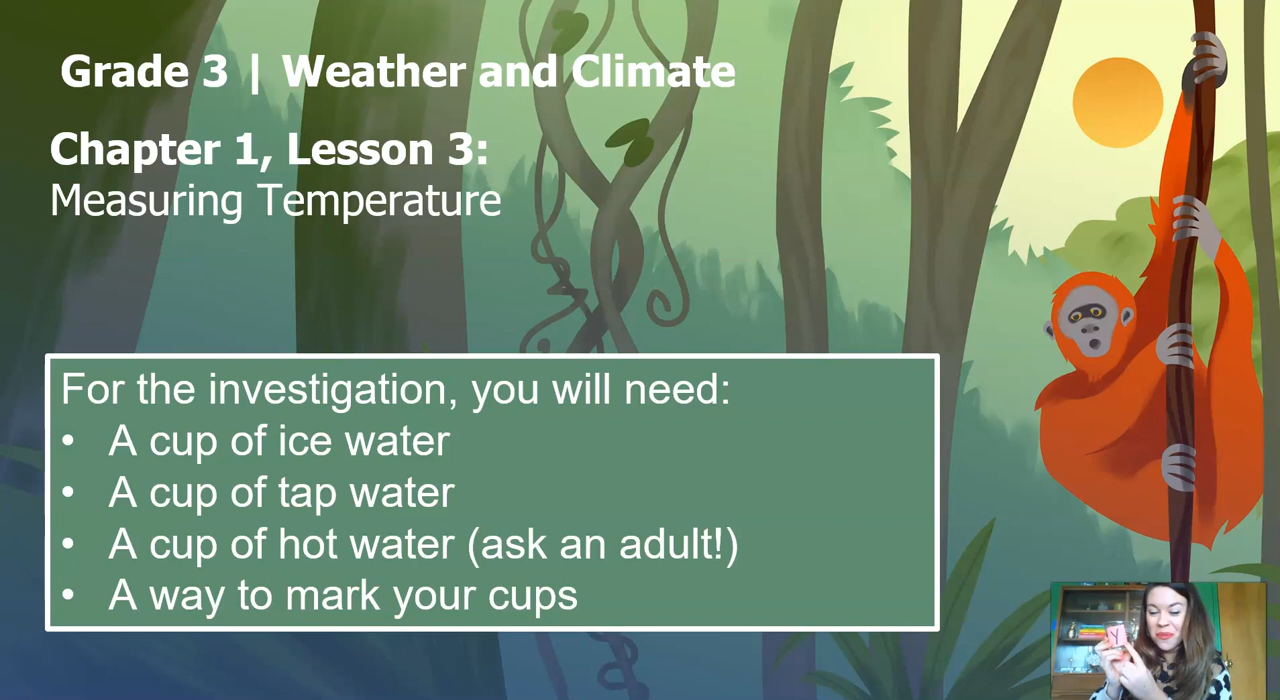 Grade 3 | Weather and Climate
Chapter 1, Lesson 3:
Measuring Temperature
For the investigation, you will need:
• A cup of ice water
• A cup of tap water
• A cup of hot water (ask an adult!)
• A way to mark your cups
Y